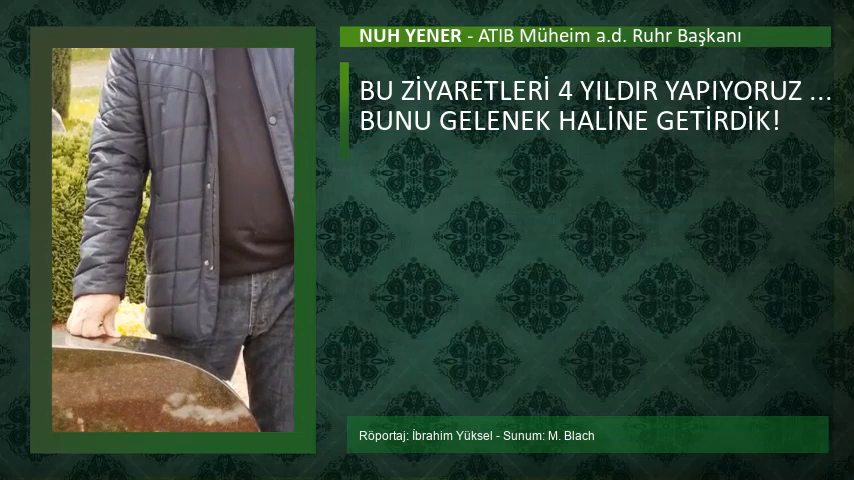 NUH YENER - ATIB Müheim a.d. Ruhr Başkanı
BU ZİYARETLERİ 4 YILDIR YAPIYORUZ ...
BUNU GELENEK HALİNE GETİRDİK!
Röportaj: İbrahim Yüksel - Sunum: M. Blach